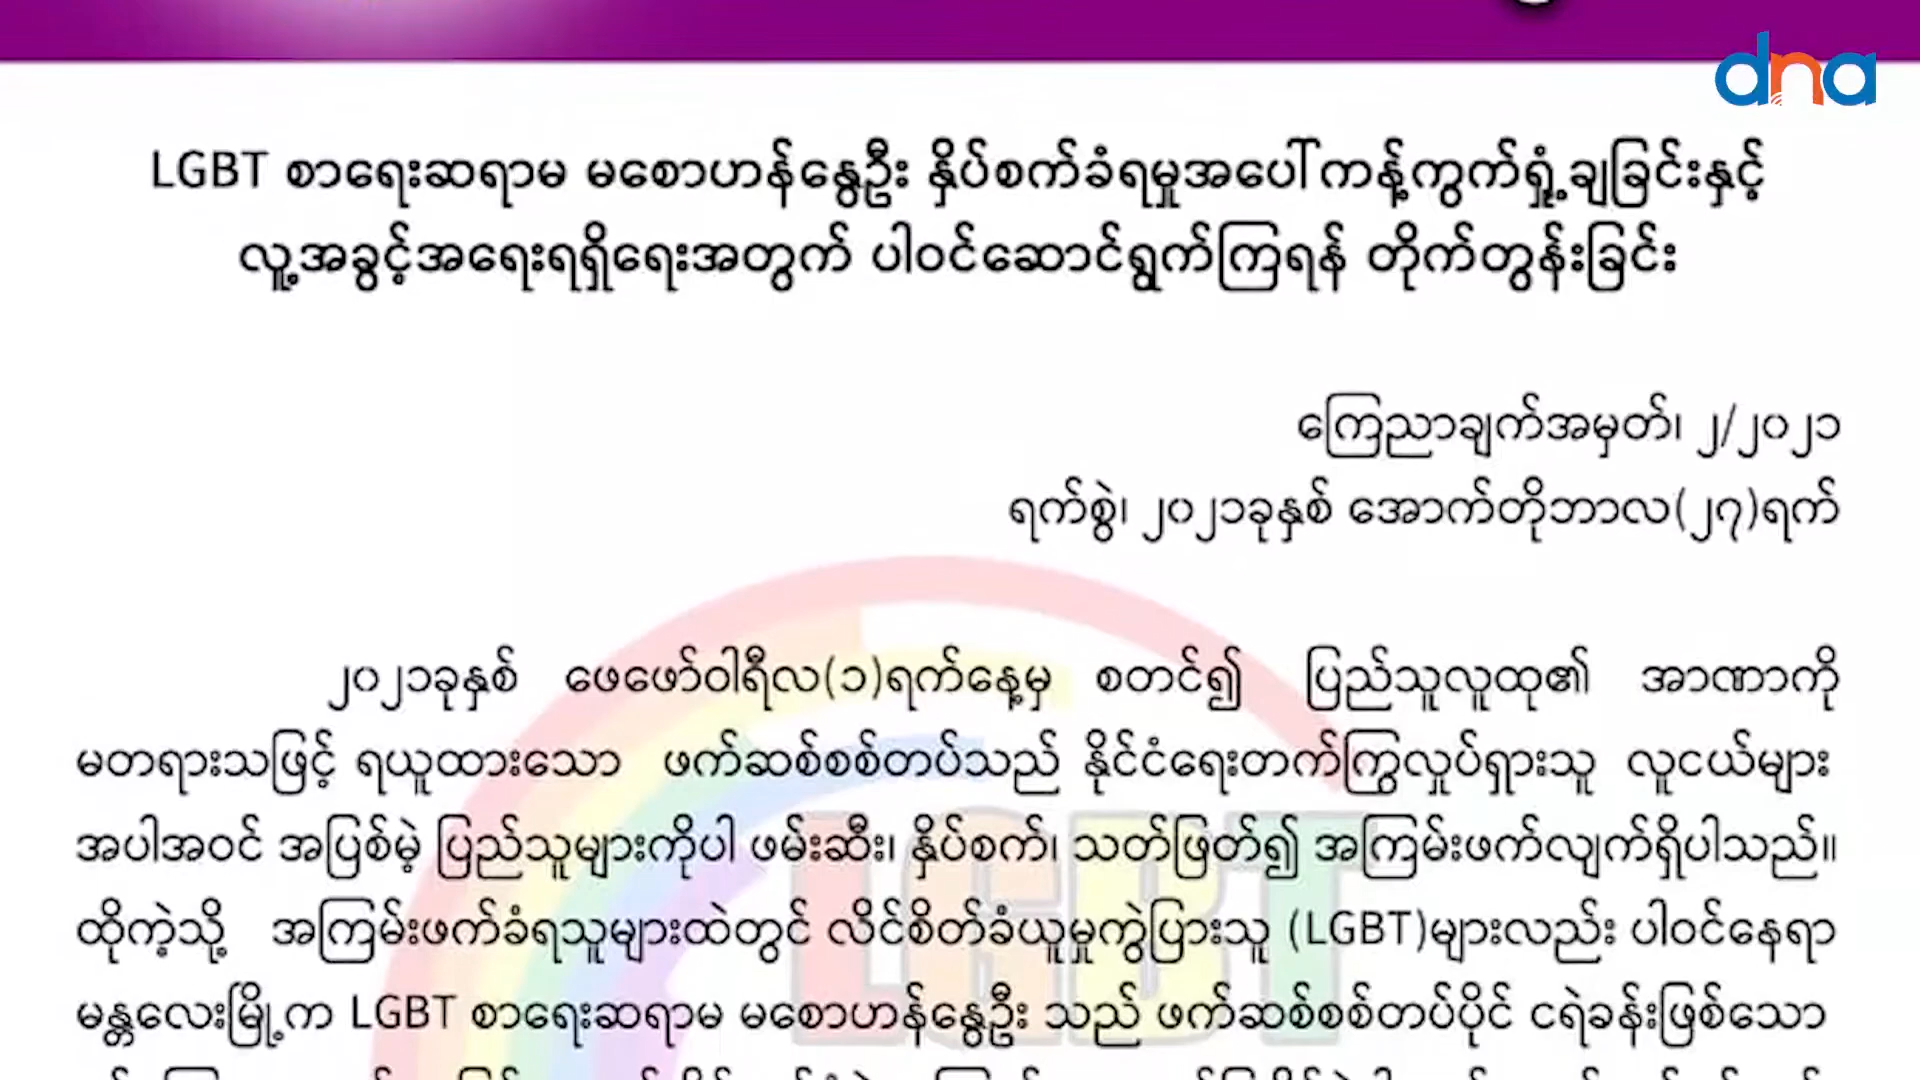 dna
LGBT စာရေးဆရာမ မစောဟန်နွေဦး နှိပ်စက်ခံရမှုအပေါ် ကန့်ကွက်ရှုံ့ချခြင်းနှင့်
လူ့အခွင့်အရေးရရှိရေးအတွက် ပါဝင်ဆောင်ရွက်ကြရန် တိုက်တွန်းခြင်း
ကြေညာချက်အမှတ်၊ ၂/၂၀၂၁
ရက်စွဲ၊ ၂၀၂၁ခုနှစ် အောက်တိုဘာလ(၂၇)ရက်
၂၀၂၁ခုနှစ် ဖေဖော်ဝါရီလ(၁)ရက်နေ့မှ စတင်၍ ပြည်သူလူထု၏ အာဏာကို
မတရားသဖြင့် ရယူထားသော ဖက်ဆစ်စစ်တပ်သည် နိုင်ငံရေးတက်ကြွလှုပ်ရှားသူ လူငယ်များ
အပါအဝင် အပြစ်မဲ့ ပြည်သူများကိုပါ ဖမ်းဆီး၊ နှိပ်စက်၊ သတ်ဖြတ်၍ အကြမ်းဖက်လျက်ရှိပါသည်။
ထိုကဲ့သို့ အကြမ်းဖက်ခံရသူများထဲတွင် လိင်စိတ်ခံယူမှုကွဲပြားသူ (LGBT)များလည်း ပါဝင်နေရာ
မန္တလေးမြို့က LGBT စာရေးဆရာမ မစောဟန်နွေဦး သည် ဖက်ဆစ်စစ်တပ်ပိုင် ငရဲခန်းဖြစ်သော
LGBT